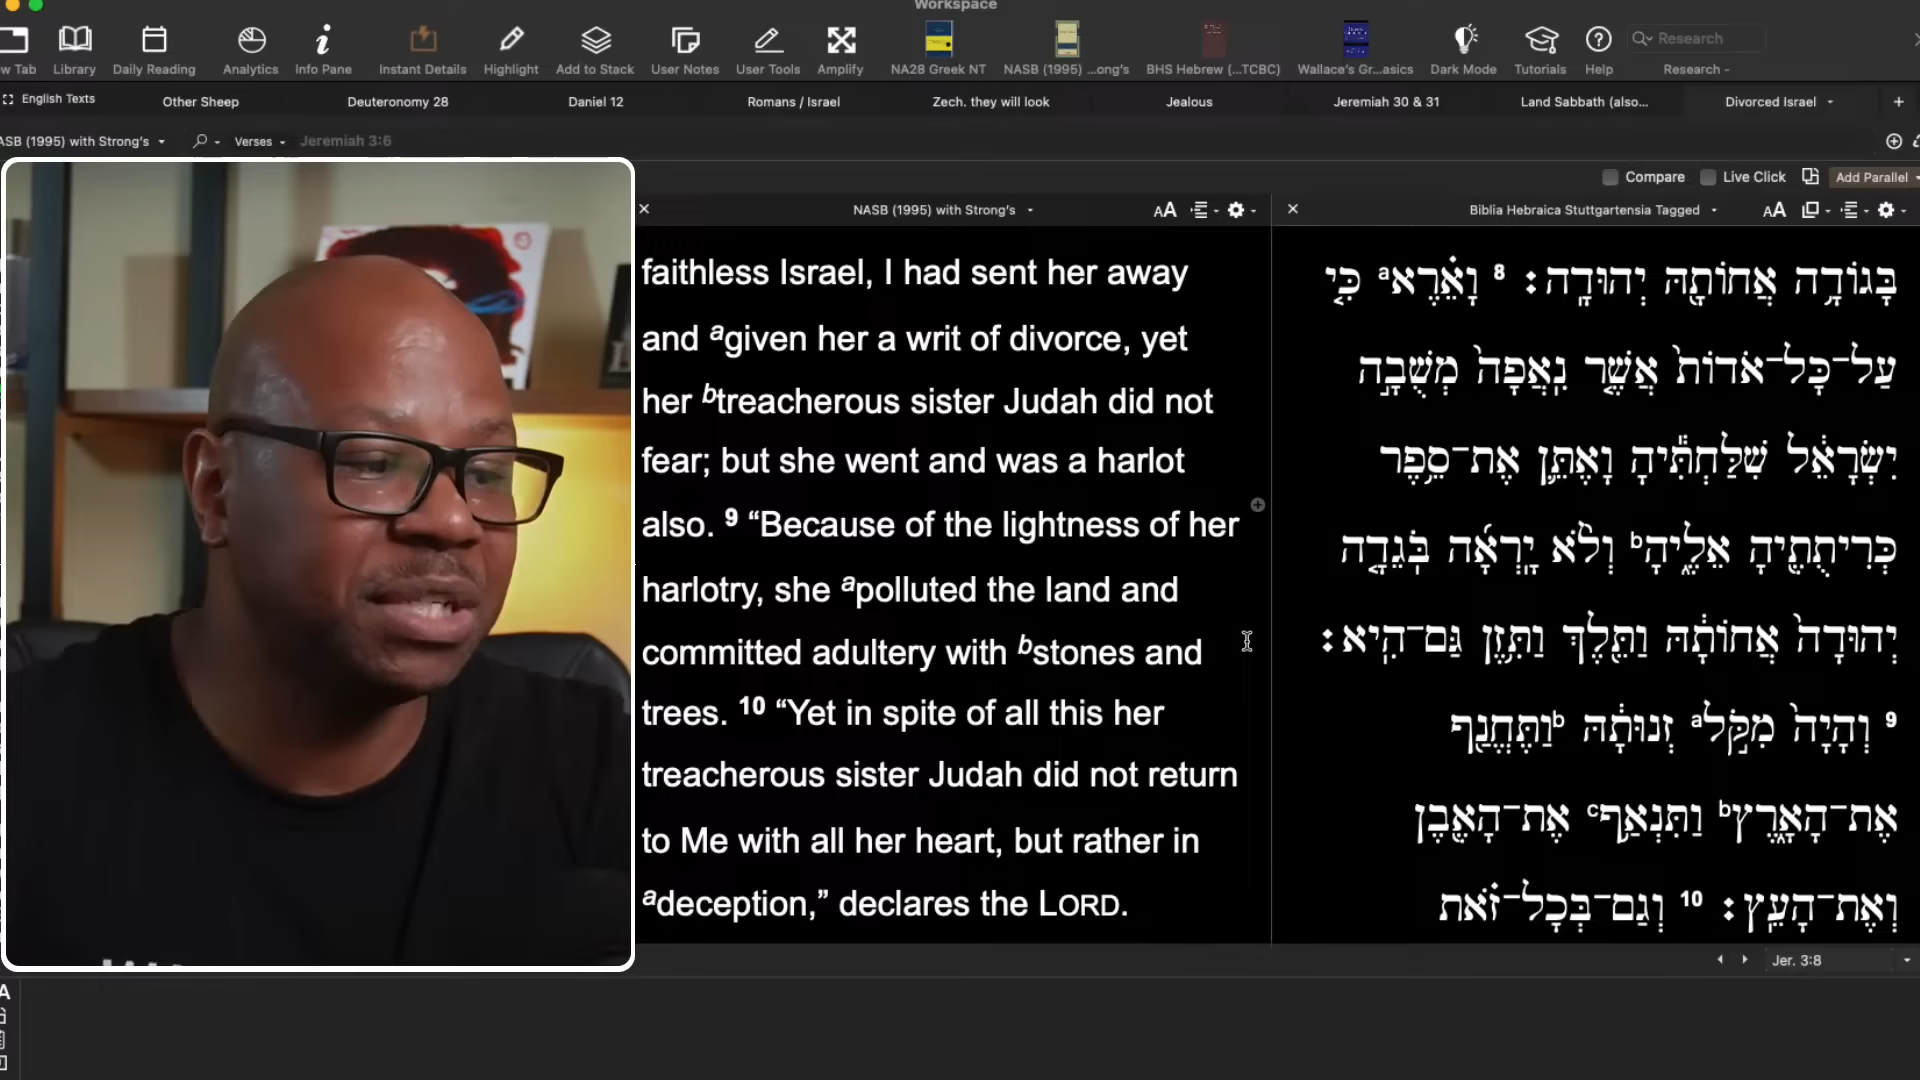 Workspace
w Tab
Library
Daily Reading
Analytics
Info Pane
Instant Details
Highlight
Add to Stack
User Notes
User Tools
Amplify
NA28 Greek NT
NASB (1995) ...ong's
BHS Hebrew (...TCBC)
Wallace's Gr...asics
Dark Mode
Tutorials
Help
Research
Research
English Texts
Other Sheep
Deuteronomy 28
Daniel 12
Romans / Israel
Zech. they will look
Jealous
Jeremiah 30 & 31
Land Sabbath (also...
Divorced Israel
ASB (1995) with Strong's
Verses
Jeremiah 3:6
Compare
Live Click
Add Parallel
NASB (1995) with Strong's
faithless Israel, I had sent her away
and ᵃgiven her a writ of divorce, yet
her ᵇtreacherous sister Judah did not
fear; but she went and was a harlot
also. 9 “Because of the lightness of her
harlotry, she ᵃpolluted the land and
committed adultery with ᵇstones and
trees. 10 “Yet in spite of all this her
treacherous sister Judah did not return
to Me with all her heart, but rather in
ᵃdeception,” declares the LORD.
Biblia Hebraica Stuttgartensia Tagged
בָּגוֹדָ֥ה אֲחוֹתָ֖הּ יְהוּדָֽה׃ 8 וָאֵ֗רֶאᵃ כִּ֤י
עַל־כָּל־אֹדוֹת֙ אֲשֶׁ֤ר נִֽאֲפָה֙ מְשֻׁבָ֣ה
יִשְׂרָאֵ֔ל שִׁלַּחְתִּ֕יהָ וָאֶתֵּ֛ן אֶת־סֵ֥פֶר
כְּרִיתֻתֶ֖יהָ אֵלֶ֑יהָᵇ וְלֹ֨א יָֽרְאָ֜ה בֹּֽגֵדָ֤ה
יְהוּדָה֙ אֲחוֹתָ֔הּ וַתֵּ֖לֶךְ וַתִּ֥זֶן גַּם־הִֽיא׃
9 וְהָיָה֙ מִקֹּ֣לᵃ זְנוּתָ֔הּ ᵇוַתֶּחֱנַ֖ף
אֶת־הָאָ֑רֶץᵇ וַתִּנְאַ֥ףᶜ אֶת־הָאֶ֖בֶן
וְאֶת־הָעֵֽץ׃ 10 וְגַם־בְּכָל־זֹ֗את
Jer. 3:8